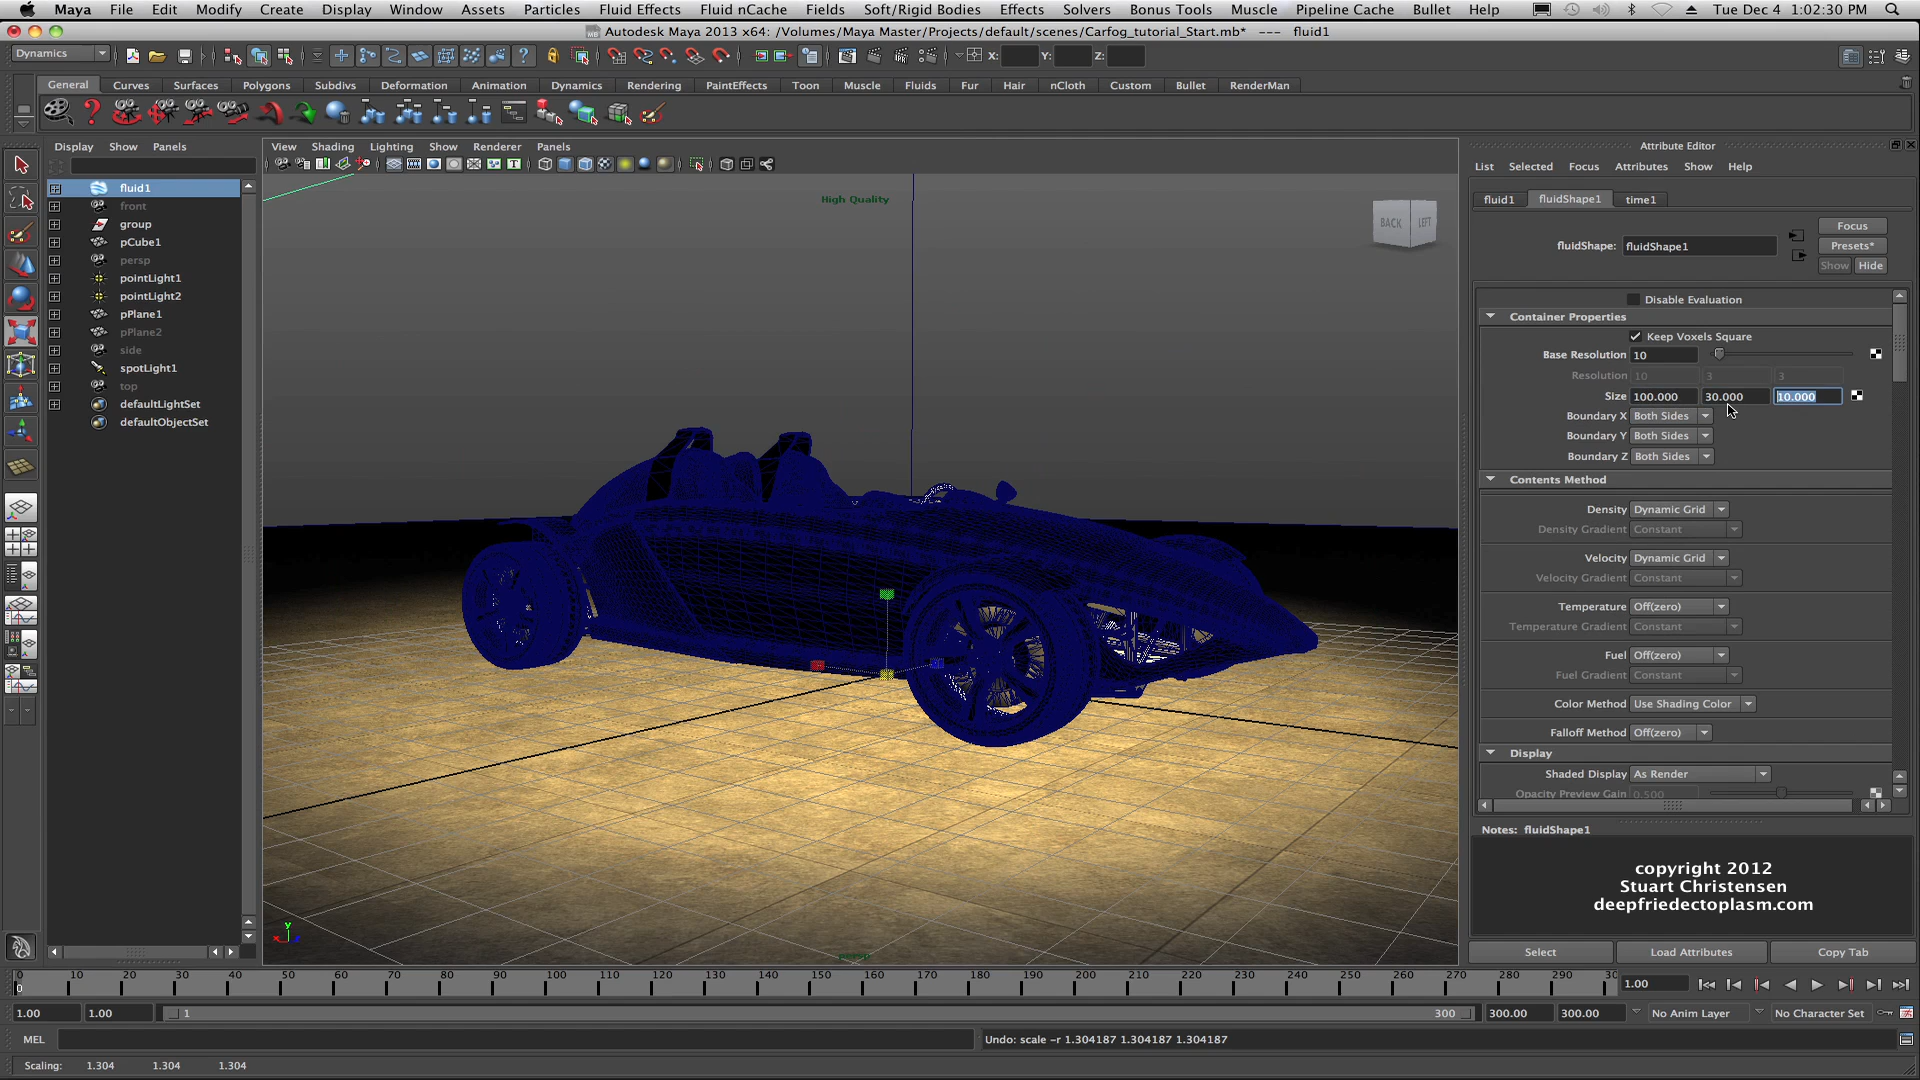 Maya File Edit Modify Create Display Window Assets Particles Fluid Effects Fluid nCache Fields Soft/Rigid Bodies Effects Solvers Bonus Tools Muscle Pipeline Cache Bullet Help Tue Dec 4 1:02:30 PM
Autodesk Maya 2013 x64: /Volumes/Maya Master/Projects/default/scenes/Carfog_tutorial_Start.mb* --- fluid1
Dynamics X: Y: Z:
General Curves Surfaces Polygons Subdivs Deformation Animation Dynamics Rendering PaintEffects Toon Muscle Fluids Fur Hair nCloth Custom Bullet RenderMan
Display Show Panels
View Shading Lighting Show Renderer Panels
Attribute Editor
List Selected Focus Attributes Show Help
fluid1
front
group
pCube1
persp
pointLight1
pointLight2
pPlane1
pPlane2
side
spotLight1
top
defaultLightSet
defaultObjectSet
High Quality
BACK LEFT
persp
y
fluid1 fluidShape1 time1
Focus
fluidShape: fluidShape1 Presets*
Show Hide
Disable Evaluation
Container Properties
Keep Voxels Square
Base Resolution 10
Resolution 10 3 3
Size 100.000 30.000 10.000
Boundary X Both Sides
Boundary Y Both Sides
Boundary Z Both Sides
Contents Method
Density Dynamic Grid
Density Gradient Constant
Velocity Dynamic Grid
Velocity Gradient Constant
Temperature Off(zero)
Temperature Gradient Constant
Fuel Off(zero)
Fuel Gradient Constant
Color Method Use Shading Color
Falloff Method Off(zero)
Display
Shaded Display As Render
Opacity Preview Gain 0.500
Notes: fluidShape1
copyright 2012
Stuart Christensen
deepfriedectoplasm.com
Select Load Attributes Copy Tab
0 10 20 30 40 50 60 70 80 90 100 110 120 130 140 150 160 170 180 190 200 210 220 230 240 250 260 270 280 290 30
0 1.00
1.00 1.00 1 300 300.00 300.00 No Anim Layer No Character Set
MEL Undo: scale -r 1.304187 1.304187 1.304187
Scaling: 1.304 1.304 1.304